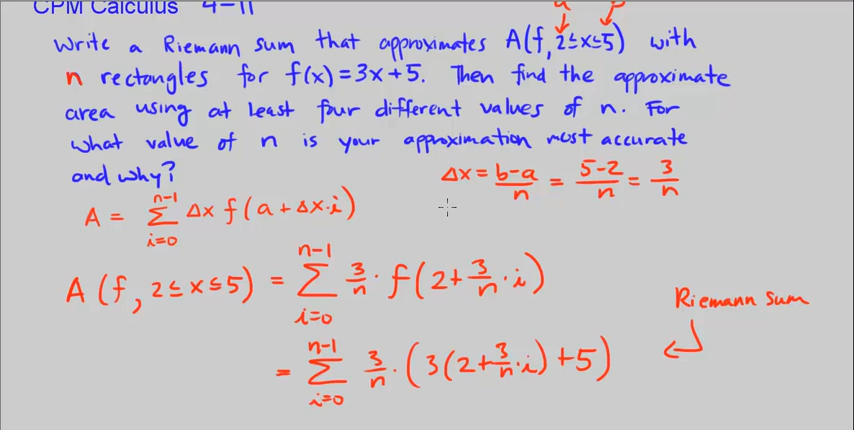 CPM Calculus 4-11
a b
Write a Riemann sum that approximates A(f, 2≤x≤5) with
n rectangles for f(x)=3x+5. Then find the approximate
area using at least four different values of n. For
what value of n is your approximation most accurate
and why?
Δx = b-a/n = 5-2/n = 3/n
A = n-1 Σ i=0 Δx f(a+Δx·i)
A(f, 2≤x≤5) = n-1 Σ i=0 3/n · f(2+3/n·i)
Riemann sum
= n-1 Σ i=0 3/n · (3(2+3/n·i)+5)